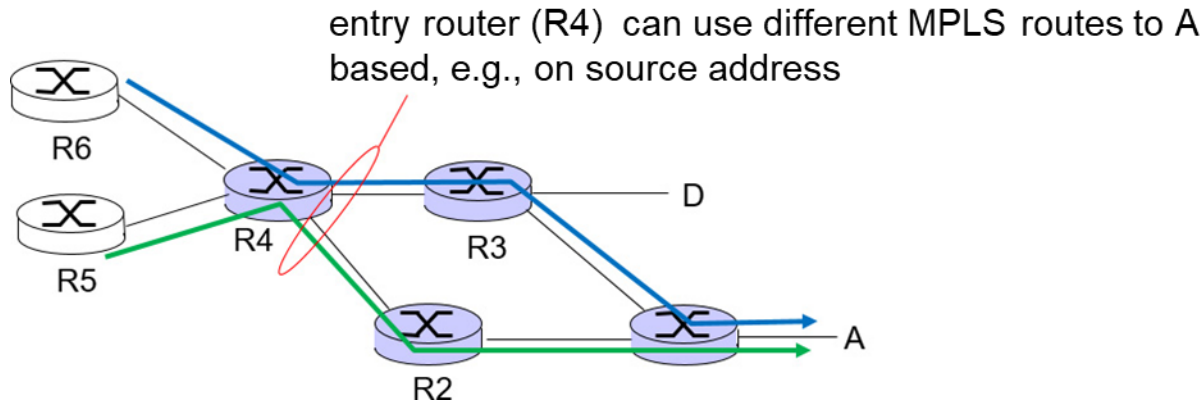 entry router (R4) can use different MPLS routes to A
based, e.g., on source address
R6
D
R4
R3
R5
A
R2